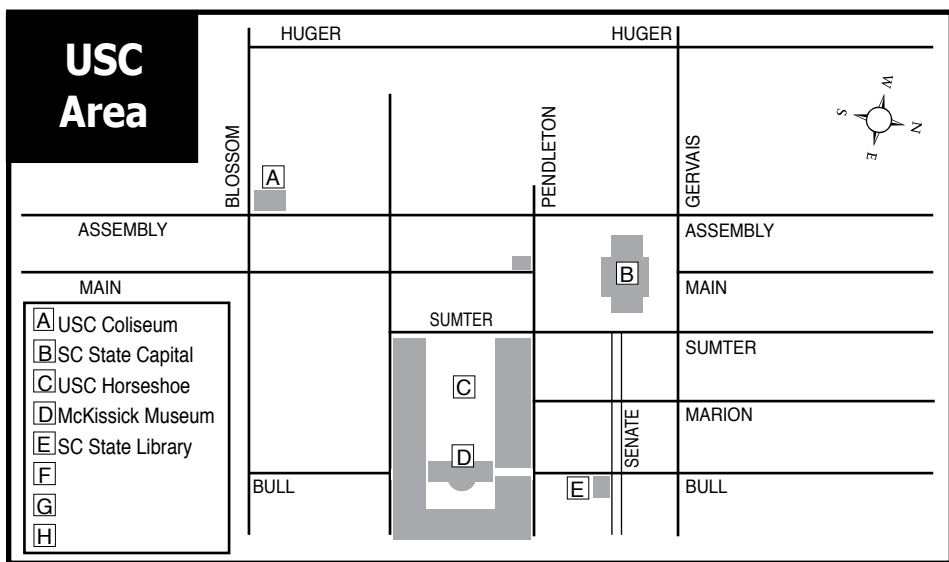 USC
Area
HUGER
HUGER
W
S
N
E
BLOSSOM
PENDLETON
GERVAIS
A
ASSEMBLY
ASSEMBLY
B
MAIN
MAIN
SUMTER
SUMTER
C
MARION
SENATE
D
BULL
E
BULL
A USC Coliseum
B SC State Capital
C USC Horseshoe
D McKissick Museum
E SC State Library
F
G
H